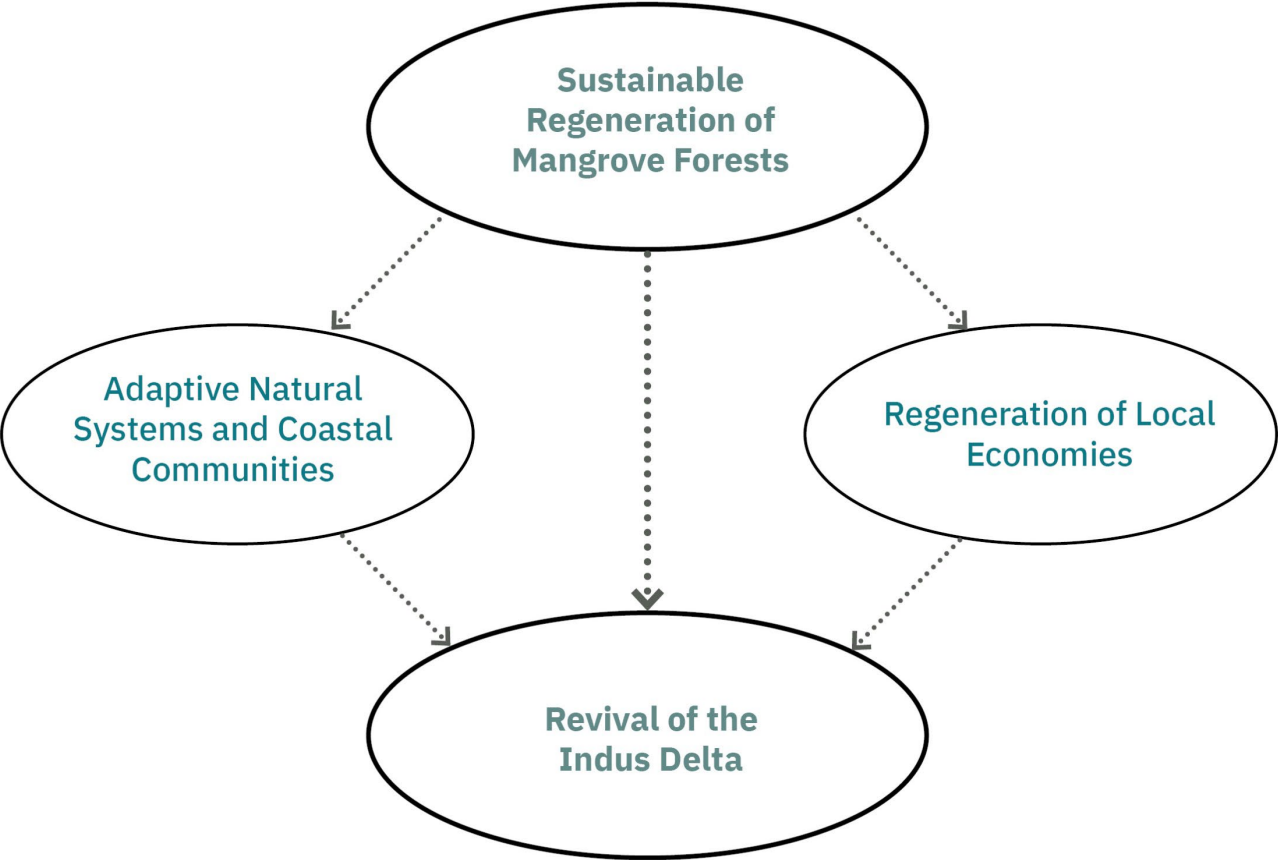 Sustainable
Regeneration of
Mangrove Forests
Adaptive Natural
Systems and Coastal
Communities
Regeneration of Local
Economies
Revival of the
Indus Delta